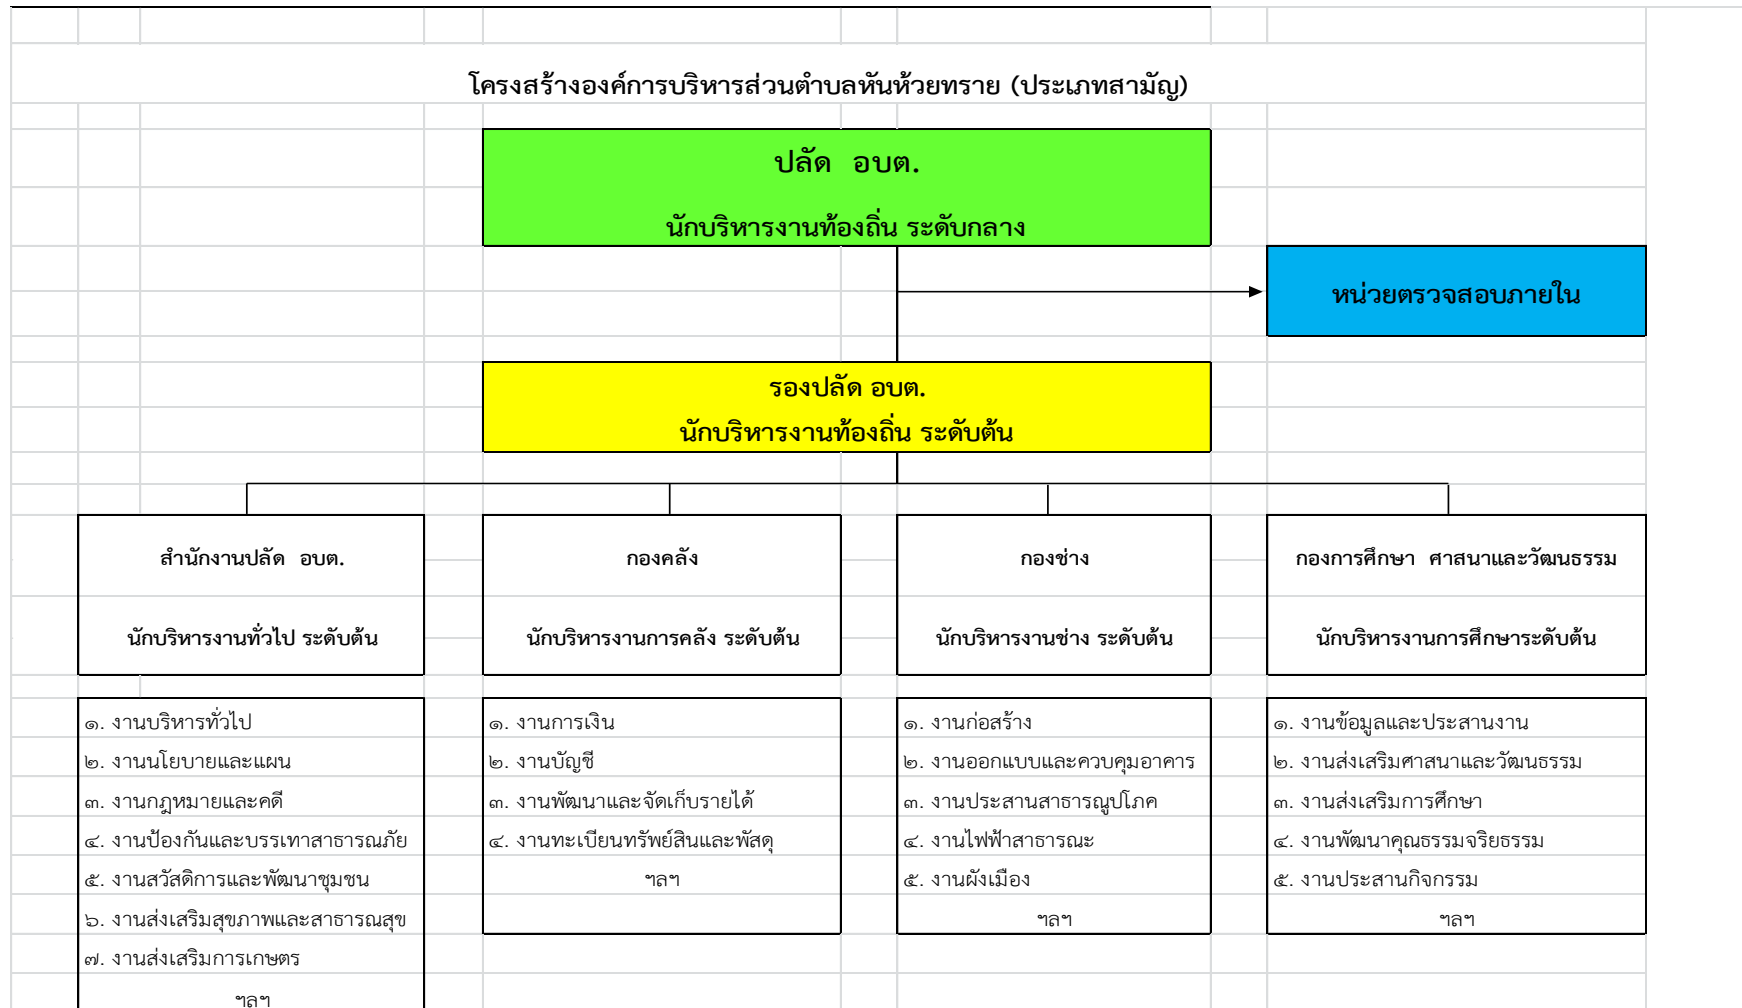 โครงสร้างองค์การบริหารส่วนตำบลหันห้วยทราย (ประเภทสามัญ)
ปลัด อบต.
นักบริหารงานท้องถิ่น ระดับกลาง
หน่วยตรวจสอบภายใน
รองปลัด อบต.
นักบริหารงานท้องถิ่น ระดับต้น
สำนักงานปลัด อบต.
นักบริหารงานทั่วไป ระดับต้น
๑. งานบริหารทั่วไป
๒. งานนโยบายและแผน
๓. งานกฎหมายและคดี
๔. งานป้องกันและบรรเทาสาธารณภัย
๕. งานสวัสดิการและพัฒนาชุมชน
๖. งานส่งเสริมสุขภาพและสาธารณสุข
๗. งานส่งเสริมการเกษตร
ฯลฯ
กองคลัง
นักบริหารงานการคลัง ระดับต้น
๑. งานการเงิน
๒. งานบัญชี
๓. งานพัฒนาและจัดเก็บรายได้
๔. งานทะเบียนทรัพย์สินและพัสดุ
ฯลฯ
กองช่าง
นักบริหารงานช่าง ระดับต้น
๑. งานก่อสร้าง
๒. งานออกแบบและควบคุมอาคาร
๓. งานประสานสาธารณูปโภค
๔. งานไฟฟ้าสาธารณะ
๕. งานผังเมือง
ฯลฯ
กองการศึกษา ศาสนาและวัฒนธรรม
นักบริหารงานการศึกษาระดับต้น
๑. งานข้อมูลและประสานงาน
๒. งานส่งเสริมศาสนาและวัฒนธรรม
๓. งานส่งเสริมการศึกษา
๔. งานพัฒนาคุณธรรมจริยธรรม
๕. งานประสานกิจกรรม
ฯลฯ